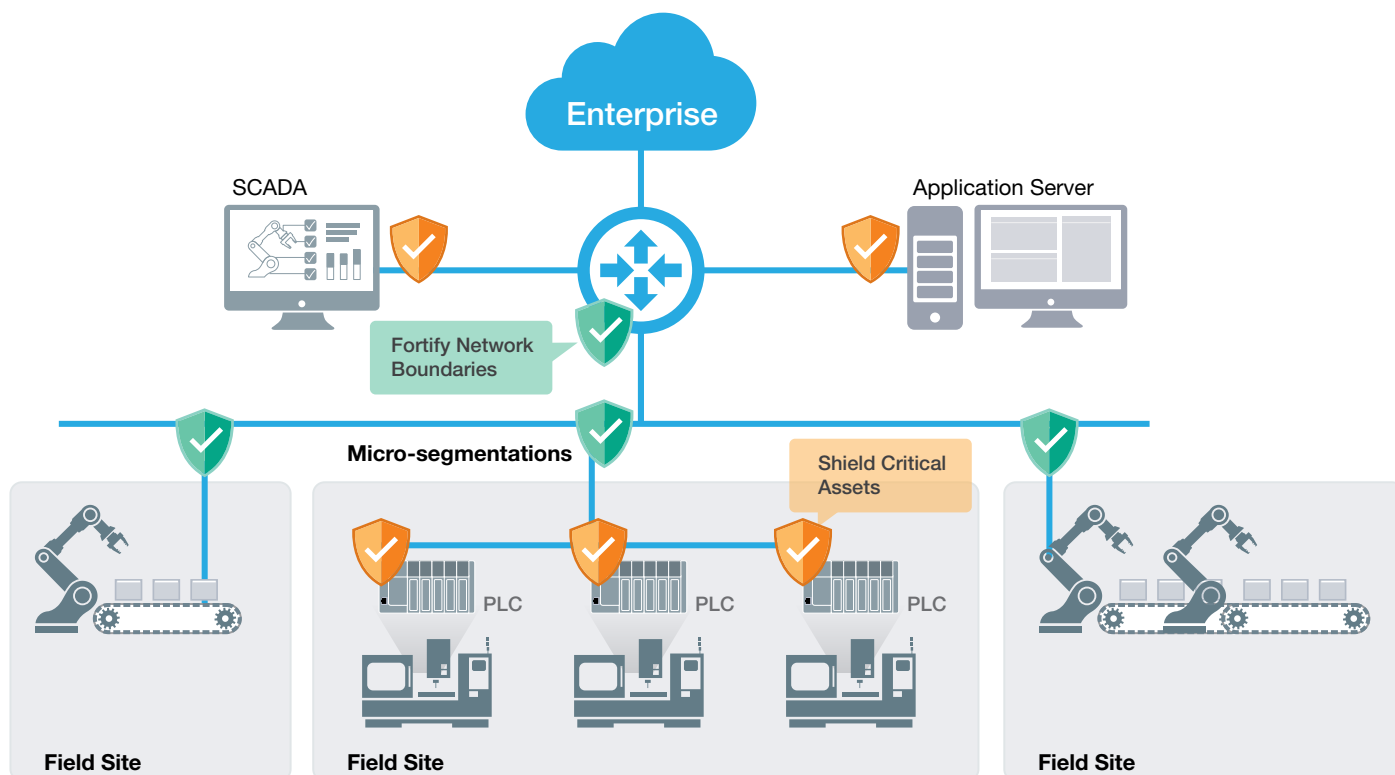 Enterprise
SCADA
Application Server
Fortify Network
Boundaries
Micro-segmentations
Shield Critical
Assets
PLC
PLC
PLC
Field Site
Field Site
Field Site